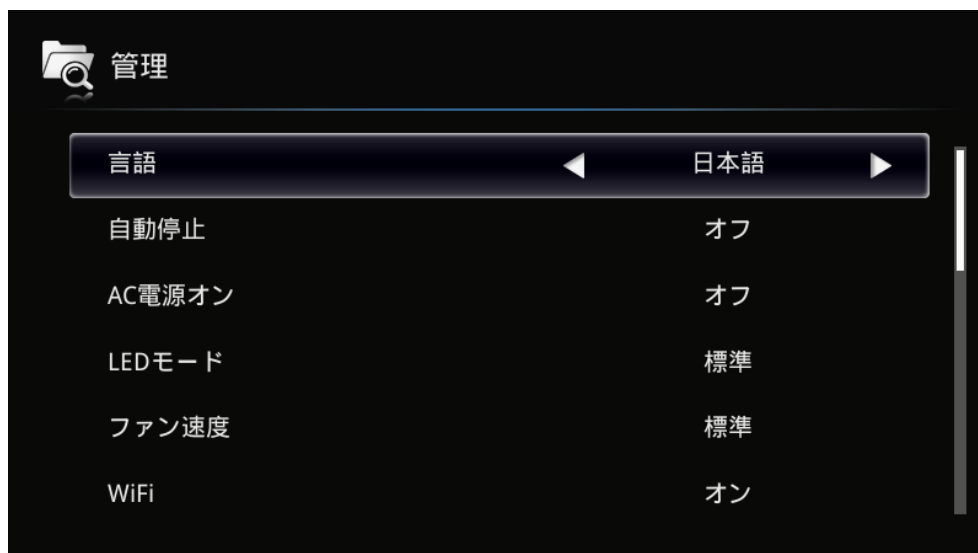 管理
言語 日本語
自動停止 オフ
AC電源オン オフ
LEDモード 標準
ファン速度 標準
WiFi オン